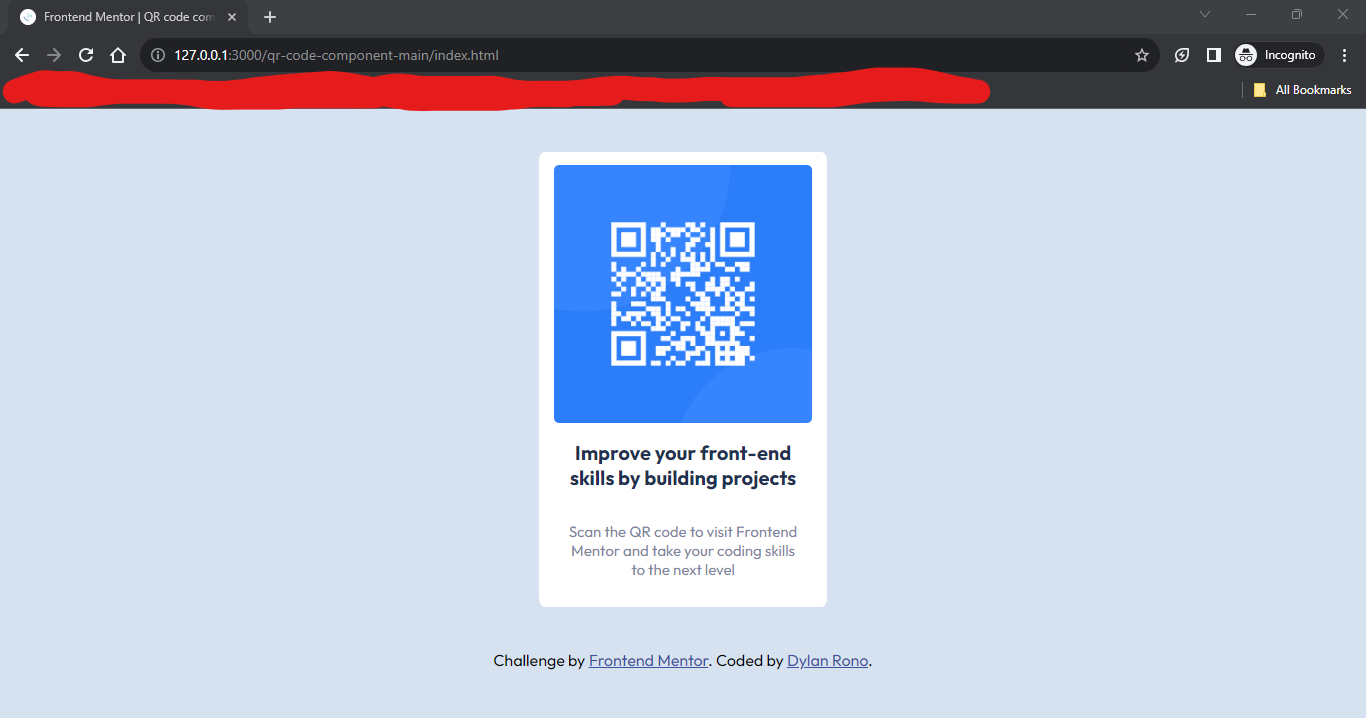 Frontend Mentor | QR code com
127.0.0.1:3000/qr-code-component-main/index.html
Incognito
All Bookmarks
Improve your front-end
skills by building projects
Scan the QR code to visit Frontend
Mentor and take your coding skills
to the next level
Challenge by Frontend Mentor. Coded by Dylan Rono.